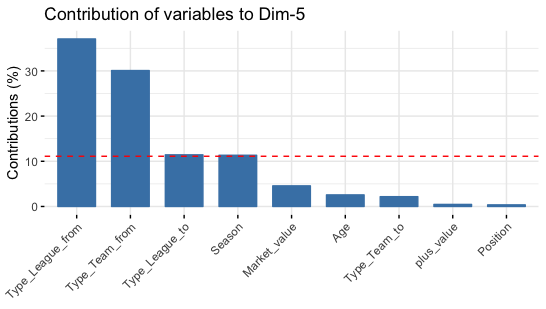 Contribution of variables to Dim-5
Contributions (%)
30
20
10
0
Type_League_from
Type_Team_from
Type_League_to
Season
Market_value
Age
Type_Team_to
plus_value
Position